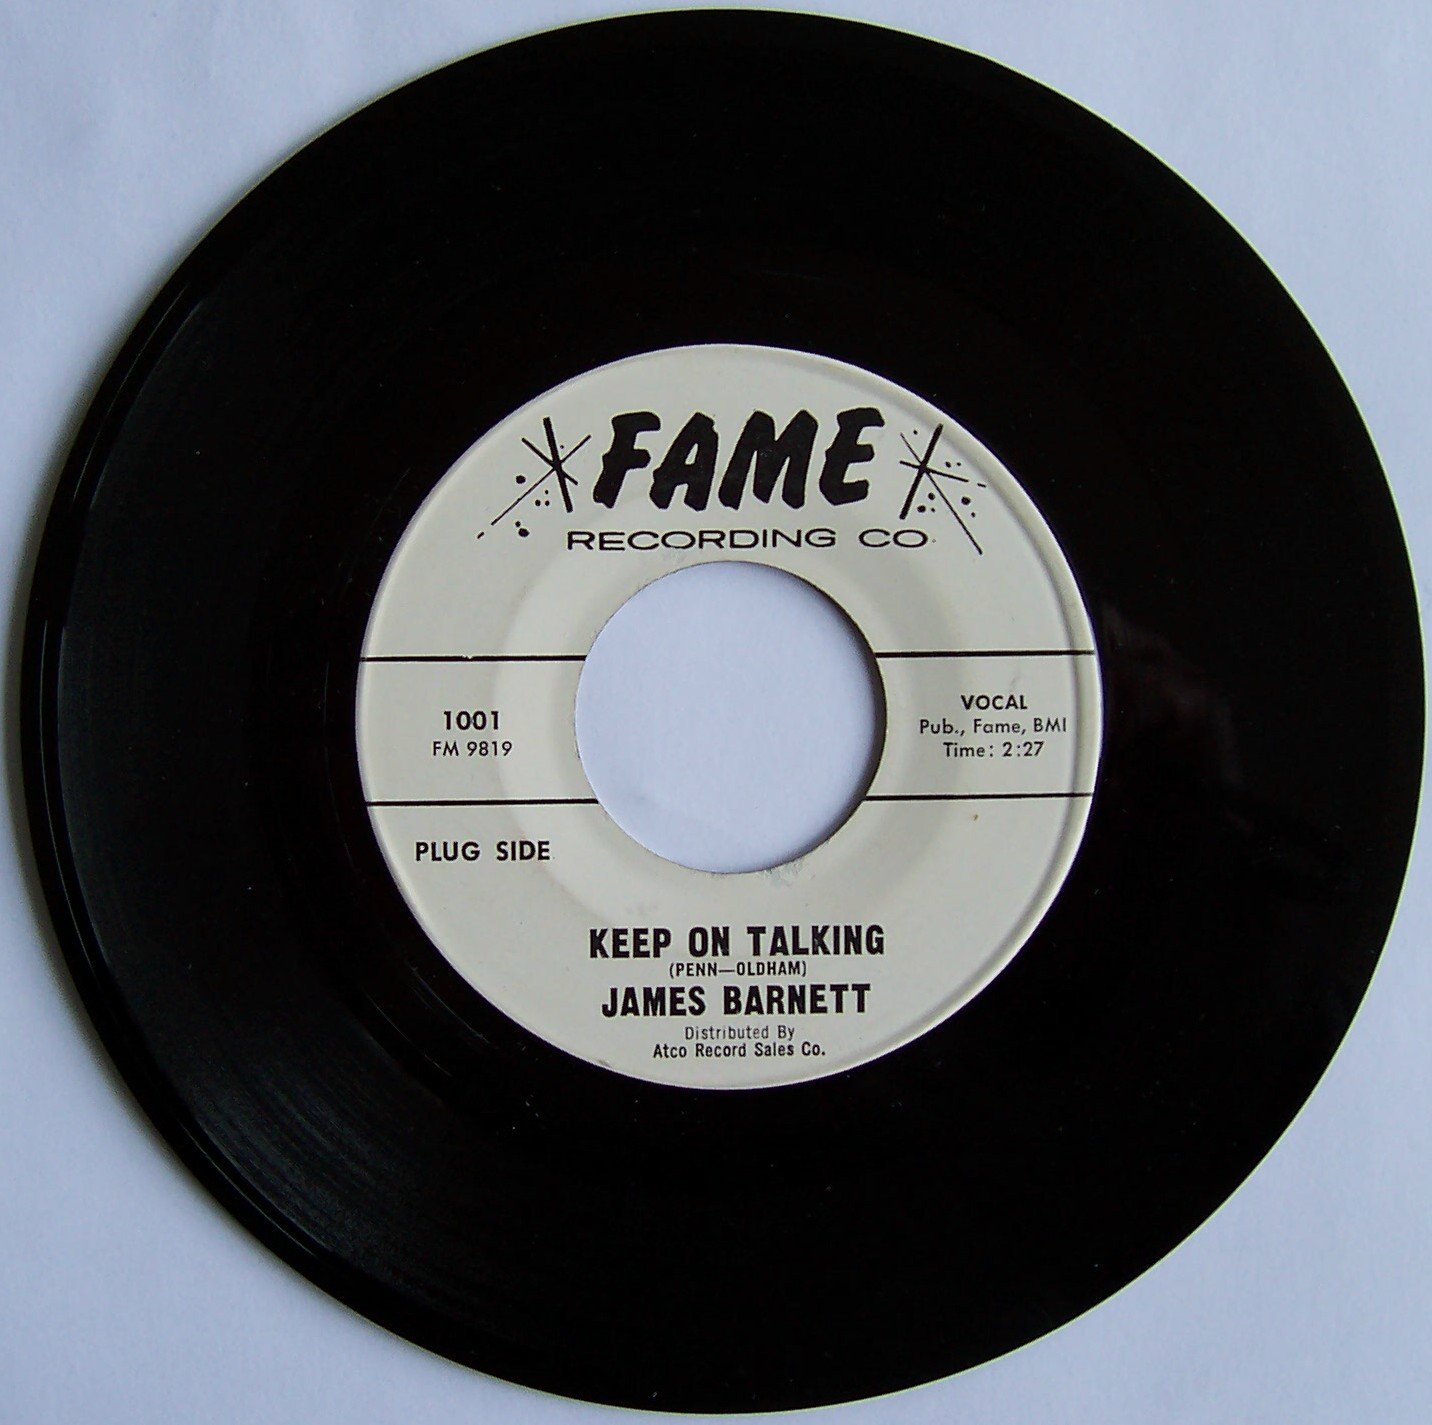 FAME
RECORDING CO.
1001
FM 9819
VOCAL
Pub., Fame, BMI
Time: 2:27
PLUG SIDE
KEEP ON TALKING
(PENN—OLDHAM)
JAMES BARNETT
Distributed By
Atco Record Sales Co.